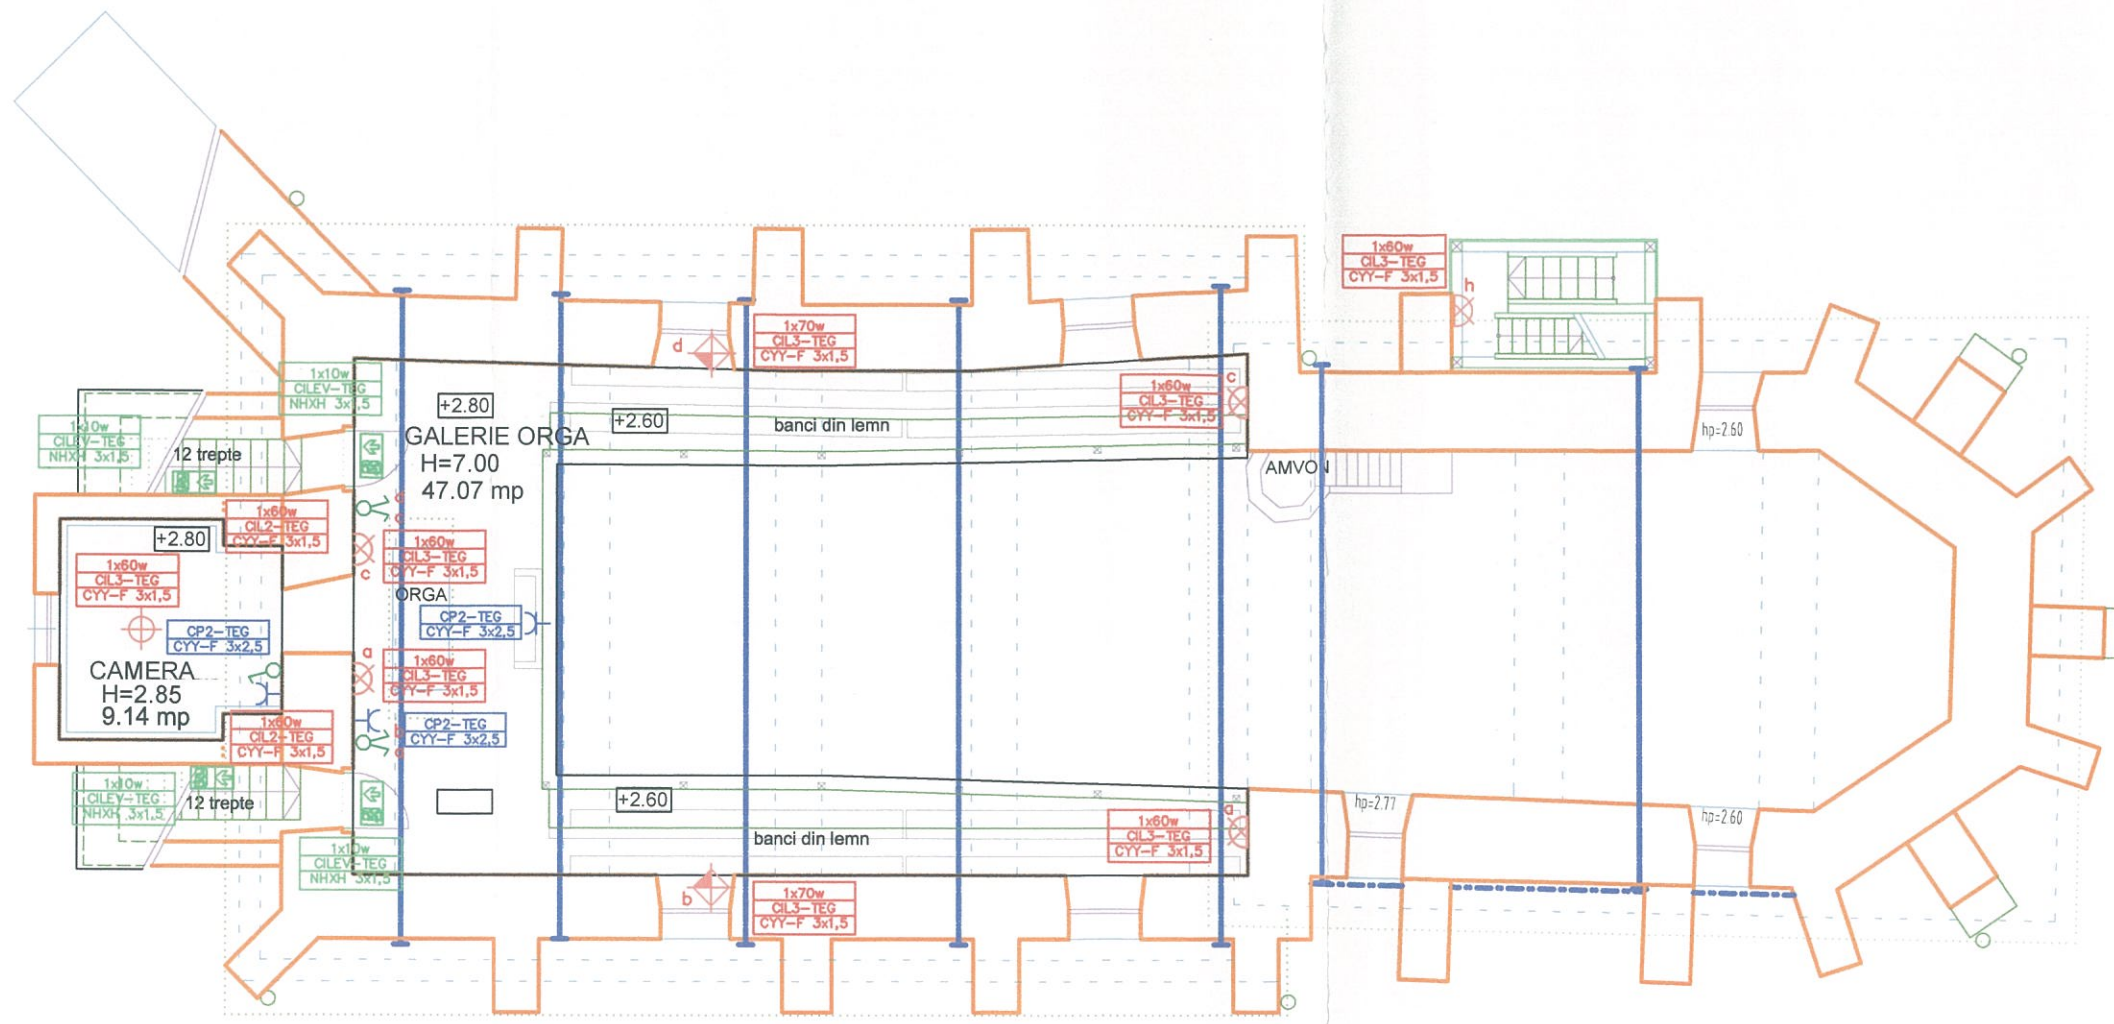 1x60w
CIL3-TEG
CYY-F 3x1,5
h
1x70w
CIL3-TEG
CYY-F 3x1,5
d
1x10w
CILEV-TEG
NHXH 3x1,5
1x60w
CIL3-TEG
CYY-F 3x1,5
c
+2.80
+2.60
GALERIE ORGA
H=7.00
47.07 mp
banci din lemn
hp=2.60
1x10w
CILEV-TEG
NHXH 3x1,5
12 trepte
AMVON
1x60w
CIL2-TEG
CYY-F 3x1,5
c
+2.80
1x60w
CIL3-TEG
CYY-F 3x1,5
c
1x60w
CIL3-TEG
CYY-F 3x1,5
ORGA
CP2-TEG
CYY-F 3x2,5
CP2-TEG
CYY-F 3x2,5
CAMERA
H=2.85
9.14 mp
a
1x60w
CIL3-TEG
CYY-F 3x1,5
1x60w
CIL2-TEG
CYY-F 3x1,5
CP2-TEG
CYY-F 3x2,5
b
1x10w
CILEV-TEG
NHXH 3x1,5
12 trepte
+2.60
banci din lemn
a
1x60w
CIL3-TEG
CYY-F 3x1,5
hp=2.77
hp=2.60
1x10w
CILEV-TEG
NHXH 3x1,5
b
1x70w
CIL3-TEG
CYY-F 3x1,5